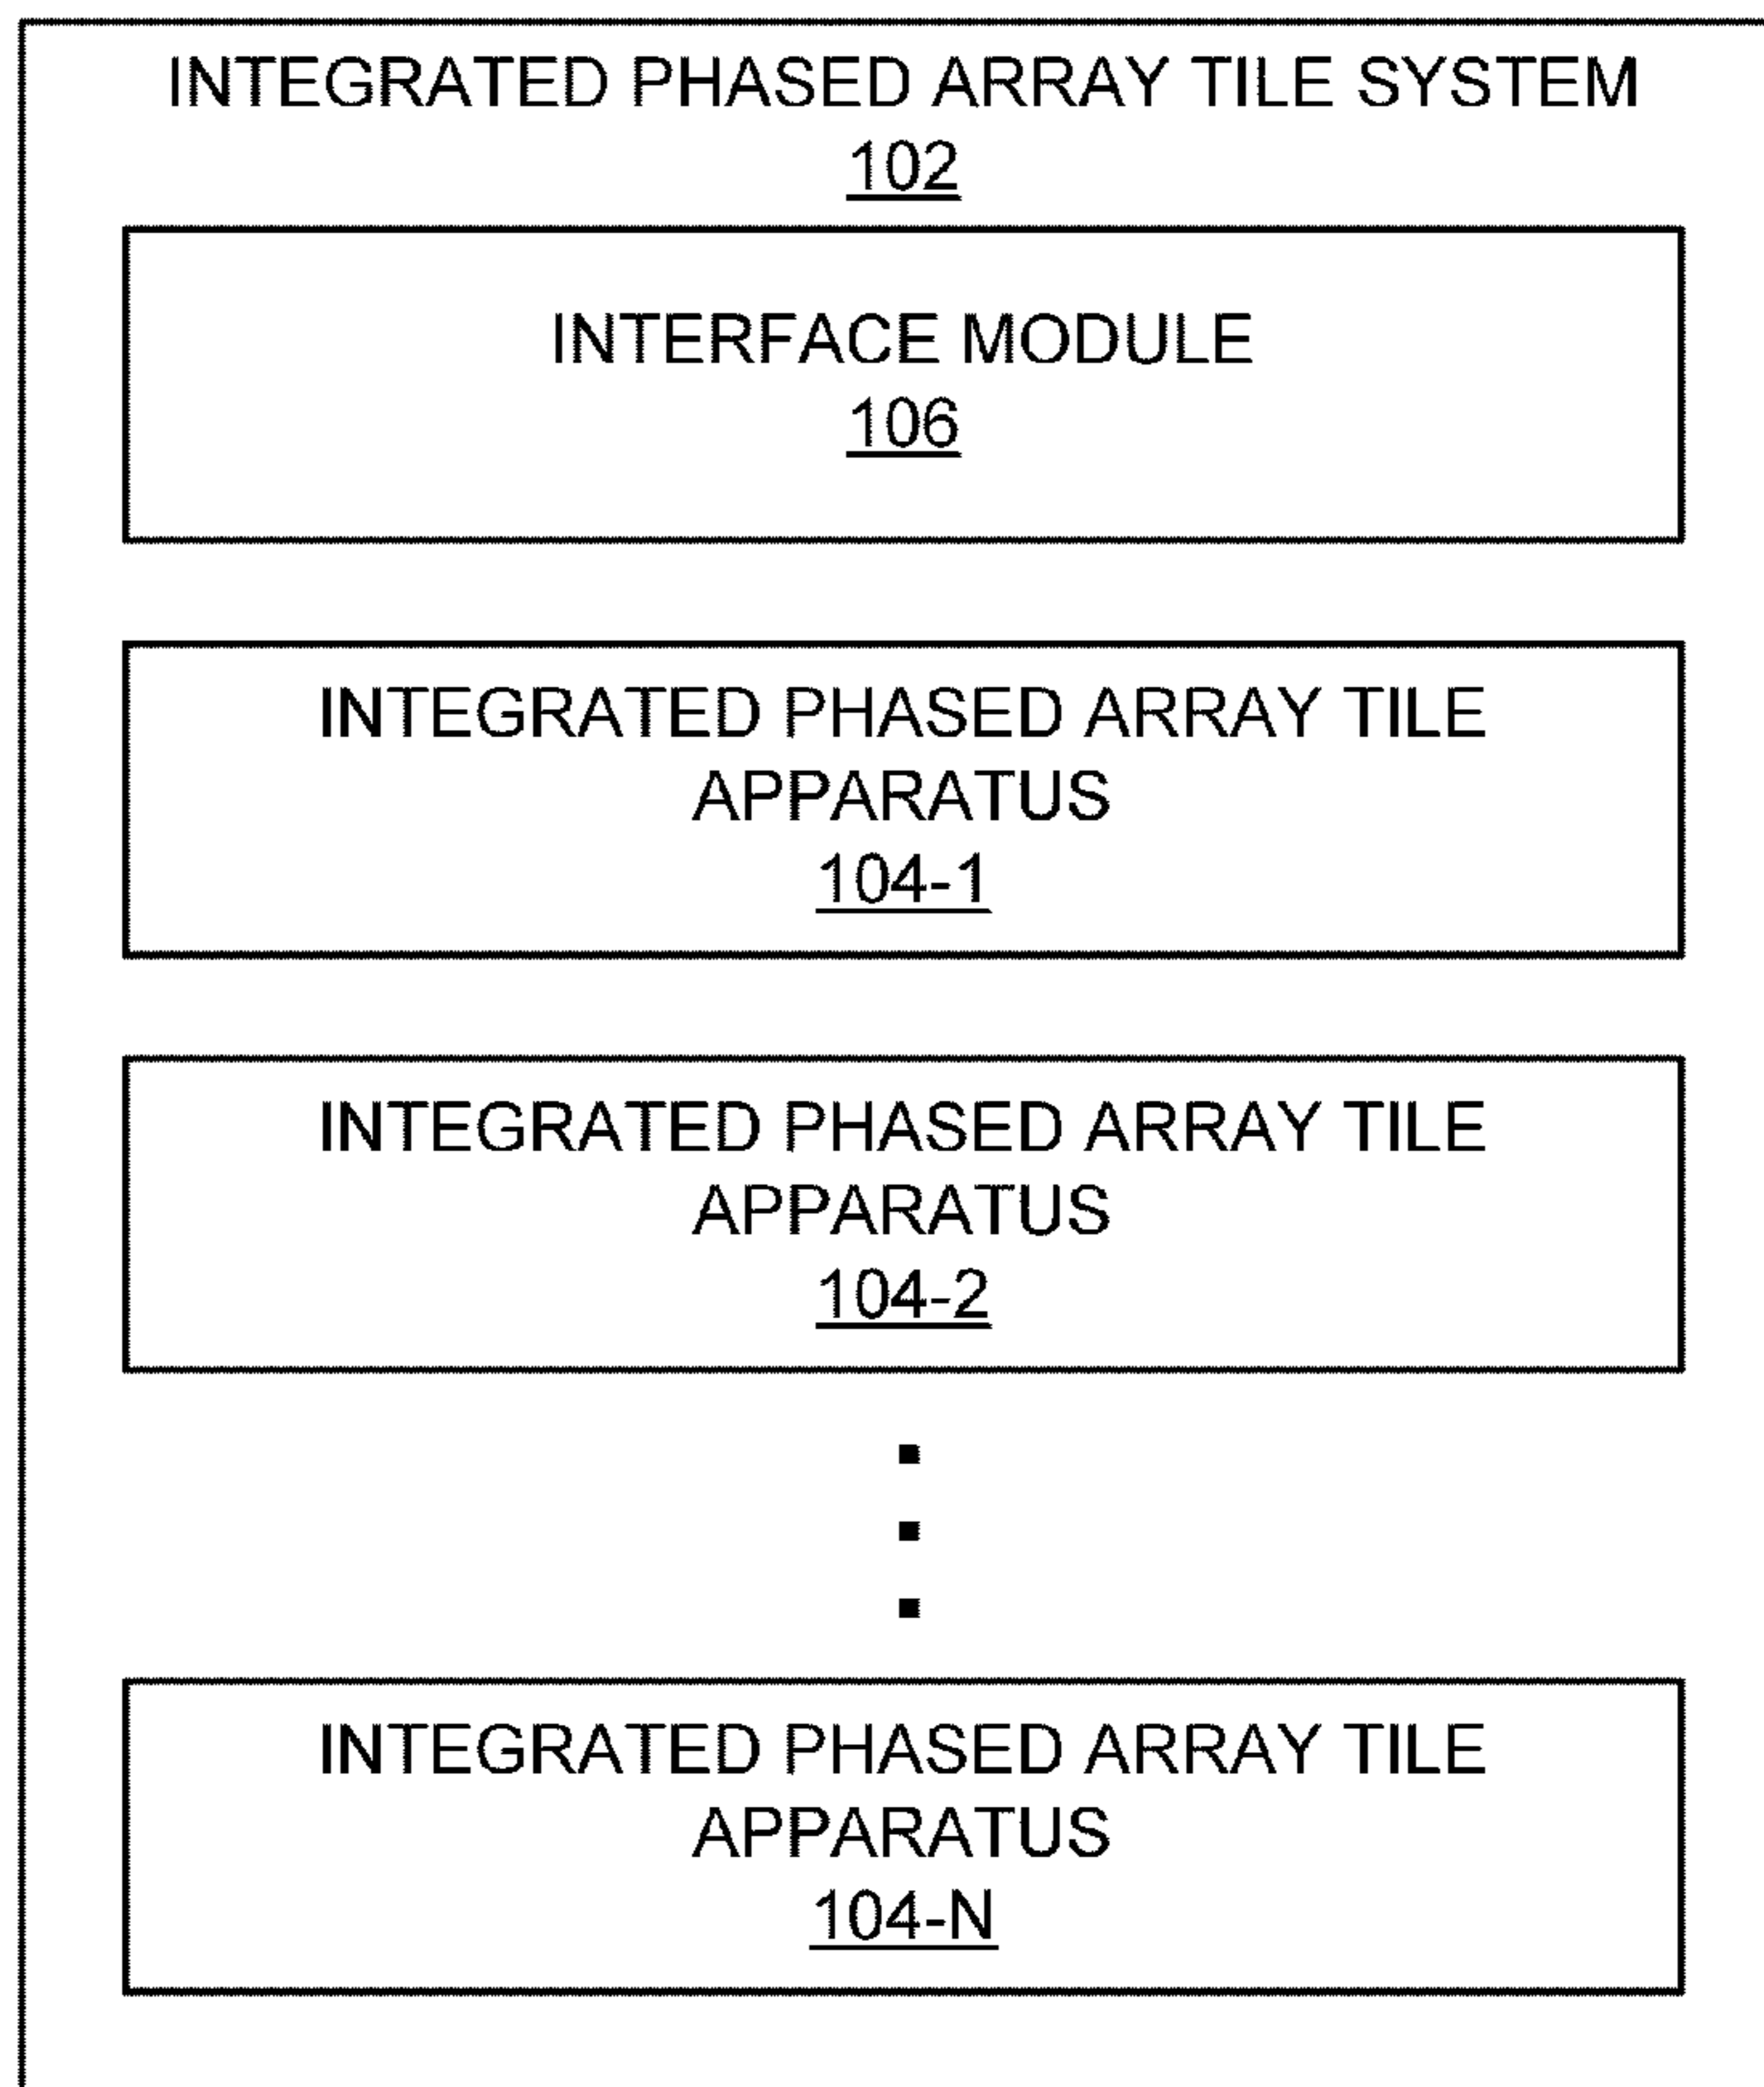 INTEGRATED PHASED ARRAY TILE SYSTEM
102
INTERFACE MODULE
106
INTEGRATED PHASED ARRAY TILE
APPARATUS
104-1
INTEGRATED PHASED ARRAY TILE
APPARATUS
104-2
INTEGRATED PHASED ARRAY TILE
APPARATUS
104-N